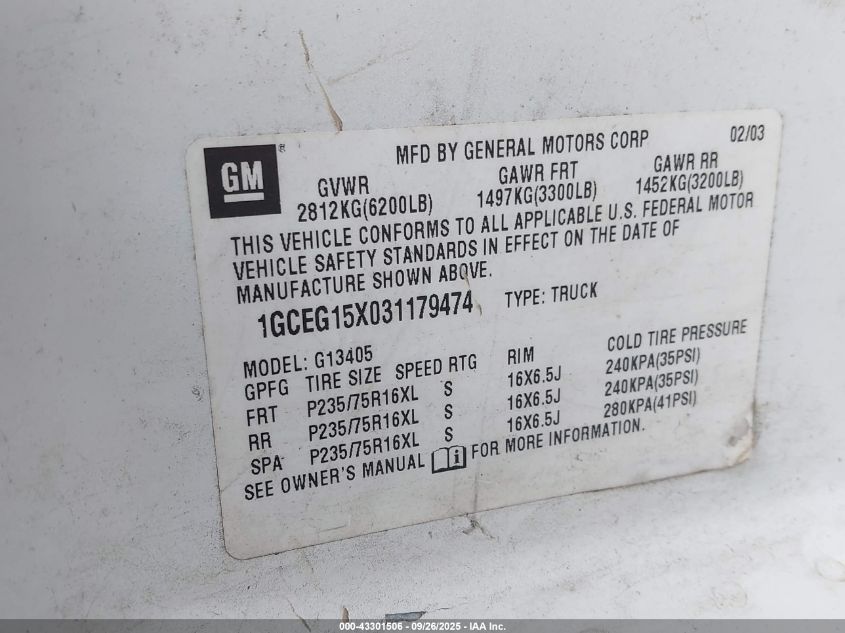 GM ®
MFD BY GENERAL MOTORS CORP 02/03
GVWR GAWR FRT GAWR RR
2812KG(6200LB) 1497KG(3300LB) 1452KG(3200LB)
THIS VEHICLE CONFORMS TO ALL APPLICABLE U.S. FEDERAL MOTOR
VEHICLE SAFETY STANDARDS IN EFFECT ON THE DATE OF
MANUFACTURE SHOWN ABOVE.
1GCEG15X031179474 TYPE: TRUCK
MODEL: G13405
GPFG TIRE SIZE SPEED RTG RIM COLD TIRE PRESSURE
FRT P235/75R16XL S 16X6.5J 240KPA(35PSI)
RR P235/75R16XL S 16X6.5J 240KPA(35PSI)
SPA P235/75R16XL S 16X6.5J 280KPA(41PSI)
SEE OWNER'S MANUAL i FOR MORE INFORMATION.
000-43301506 - 09/26/2025 - IAA Inc.